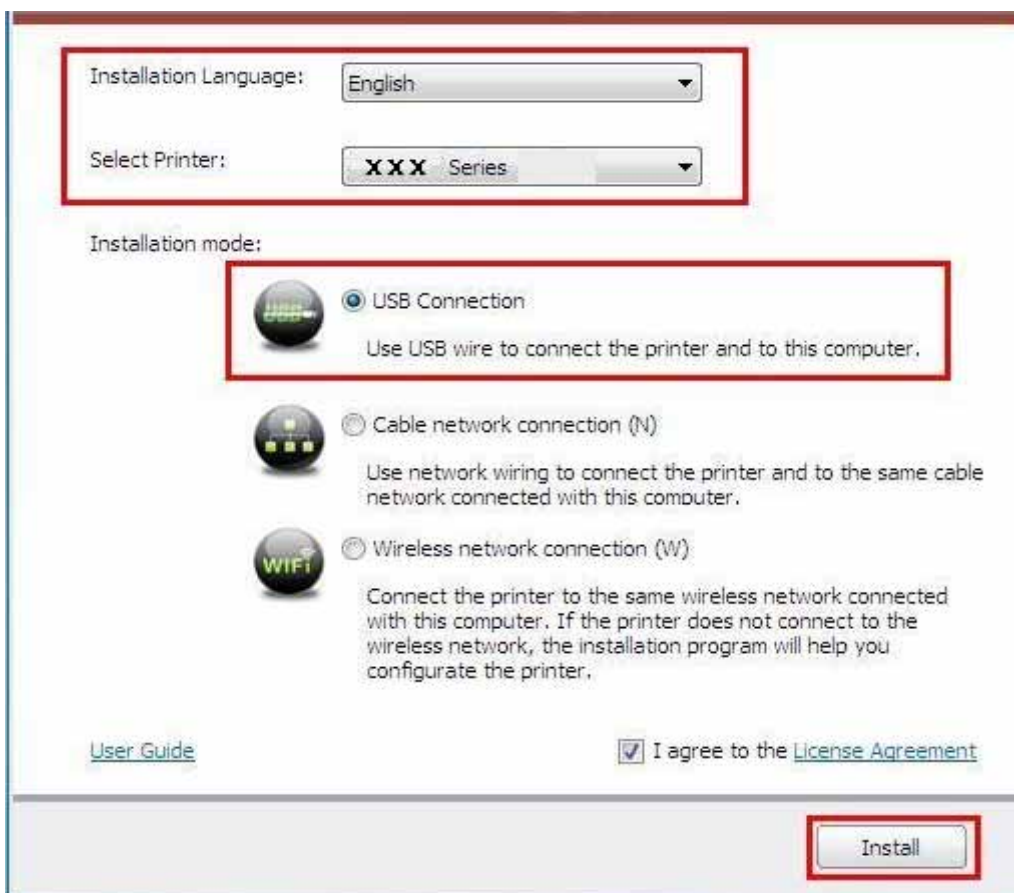 Installation Language: English
Select Printer: XXX Series
Installation mode:
USB
USB Connection
Use USB wire to connect the printer and to this computer.
Cable network connection (N)
Use network wiring to connect the printer and to the same cable
network connected with this computer.
WIFi
Wireless network connection (W)
Connect the printer to the same wireless network connected
with this computer. If the printer does not connect to the
wireless network, the installation program will help you
configurate the printer.
User Guide
I agree to the License Agreement
Install